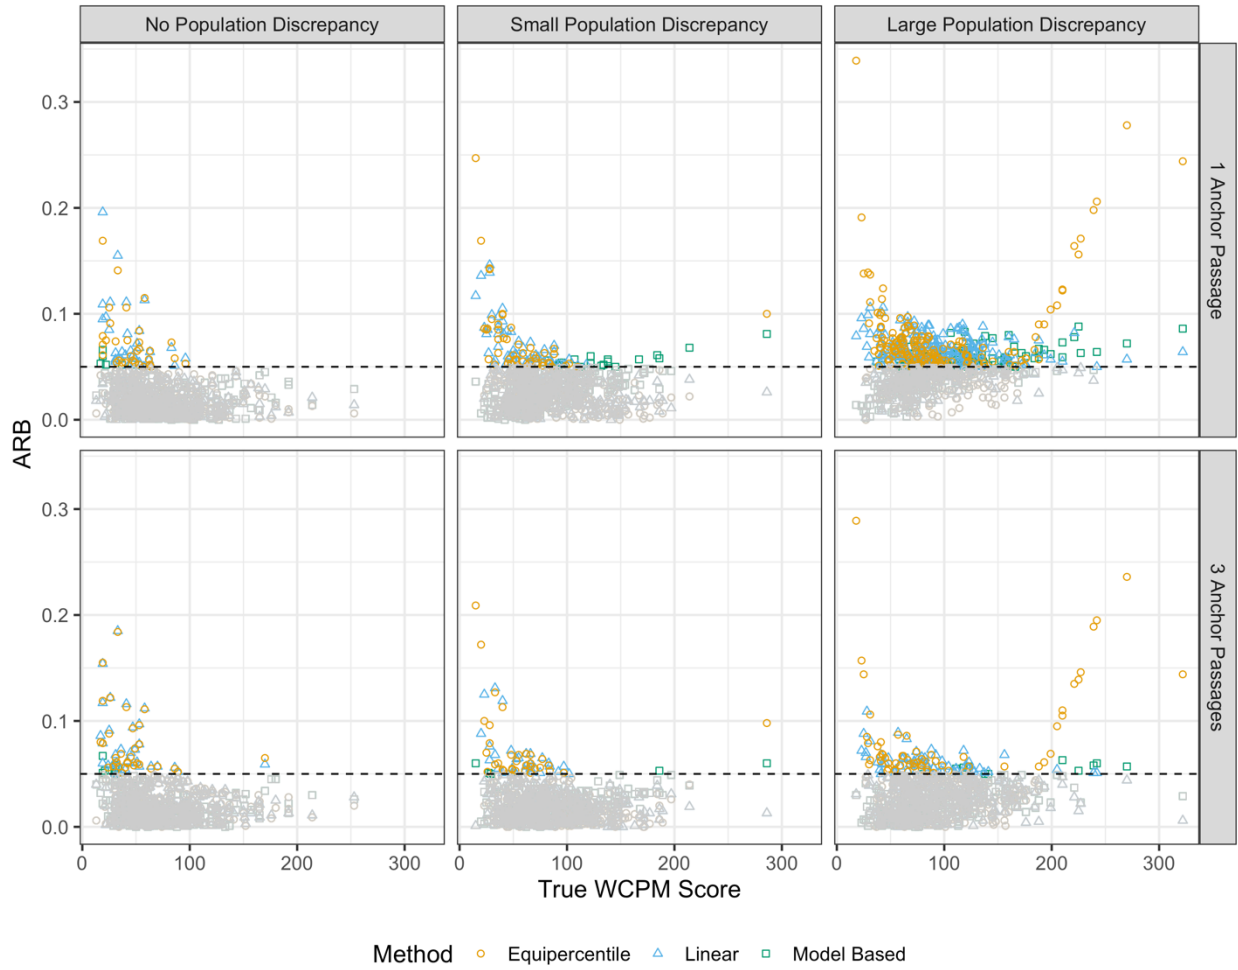 No Population Discrepancy
Small Population Discrepancy
Large Population Discrepancy
1 Anchor Passage
3 Anchor Passages
ARB
0.3
0.2
0.1
0.0
0.3
0.2
0.1
0.0
0 100 200 300
0 100 200 300
0 100 200 300
True WCPM Score
Method Equipercentile Linear Model Based